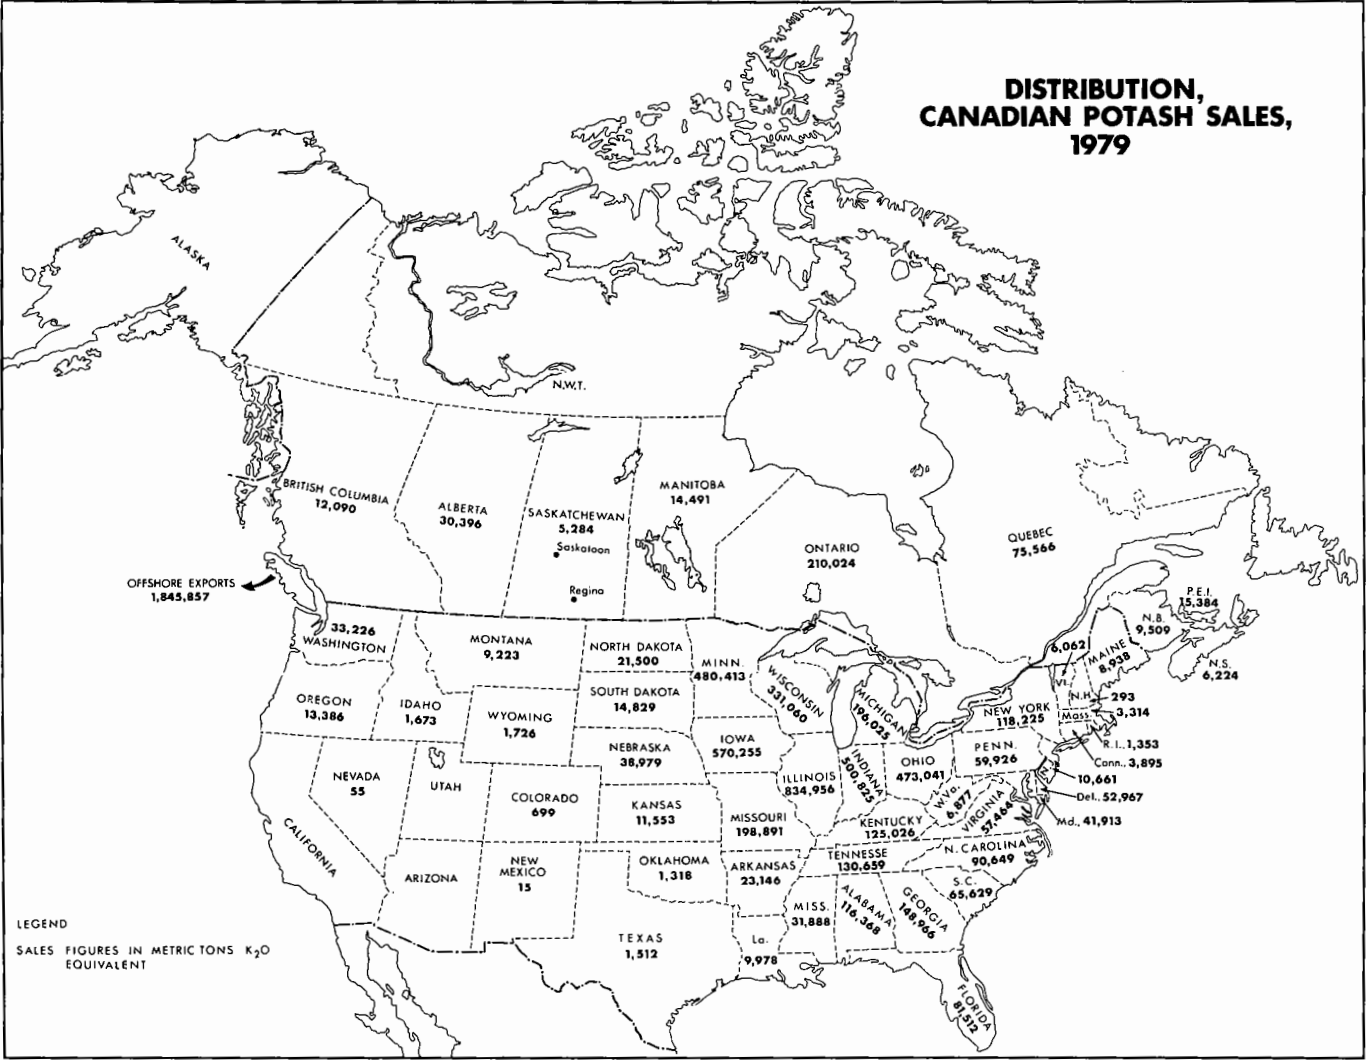 DISTRIBUTION,
CANADIAN POTASH SALES,
1979
ALASKA
N.W.T.
BRITISH COLUMBIA
12,090
ALBERTA
30,396
SASKATCHEWAN
5,284
Saskatoon
Regina
MANITOBA
14,491
ONTARIO
210,024
QUEBEC
75,566
P.E.I.
15,384
N.B.
9,509
N.S.
6,224
OFFSHORE EXPORTS
1,845,857
33,226
WASHINGTON
MONTANA
9,223
NORTH DAKOTA
21,500
MINN.
480,413
WISCONSIN
331,060
MICHIGAN
196,025
6,062
Vt.
MAINE
8,938
N.H.
293
NEW YORK
118,225
Mass.
3,314
R.I., 1,353
Conn., 3,895
OREGON
13,386
IDAHO
1,673
WYOMING
1,726
SOUTH DAKOTA
14,829
IOWA
570,255
NEBRASKA
38,979
ILLINOIS
834,956
INDIANA
500,825
OHIO
473,041
PENN.
59,926
N.J.
10,661
Del., 52,967
Md., 41,913
W.Va.
6,877
VIRGINIA
57,464
NEVADA
55
UTAH
COLORADO
699
KANSAS
11,553
MISSOURI
198,891
KENTUCKY
125,026
CALIFORNIA
ARIZONA
NEW
MEXICO
15
OKLAHOMA
1,318
ARKANSAS
23,146
TENNESSE
130,659
N. CAROLINA
90,649
S.C.
65,629
MISS.
31,888
ALABAMA
116,368
GEORGIA
148,966
TEXAS
1,512
La.
9,978
FLORIDA
81,512
LEGEND
SALES FIGURES IN METRIC TONS K₂O
EQUIVALENT